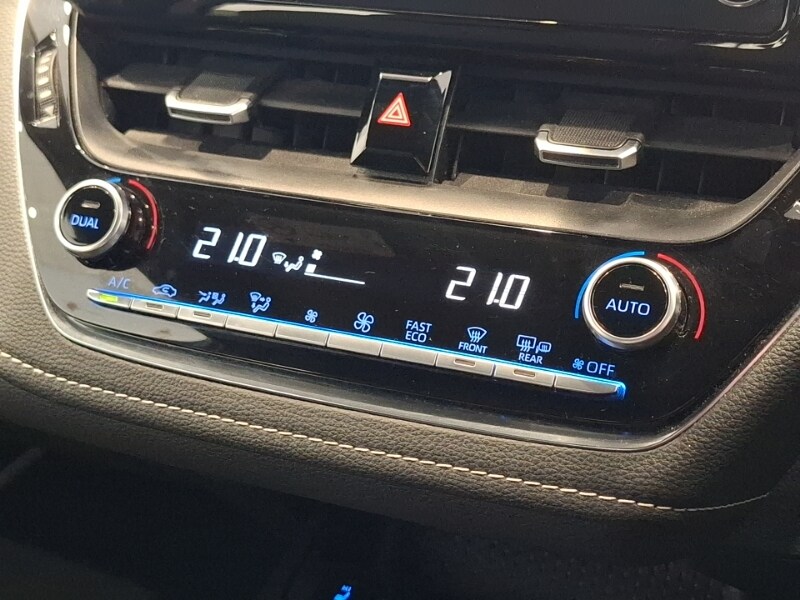 DUAL
21.0
21.0
AUTO
A/C
FAST
ECO
FRONT
REAR
OFF